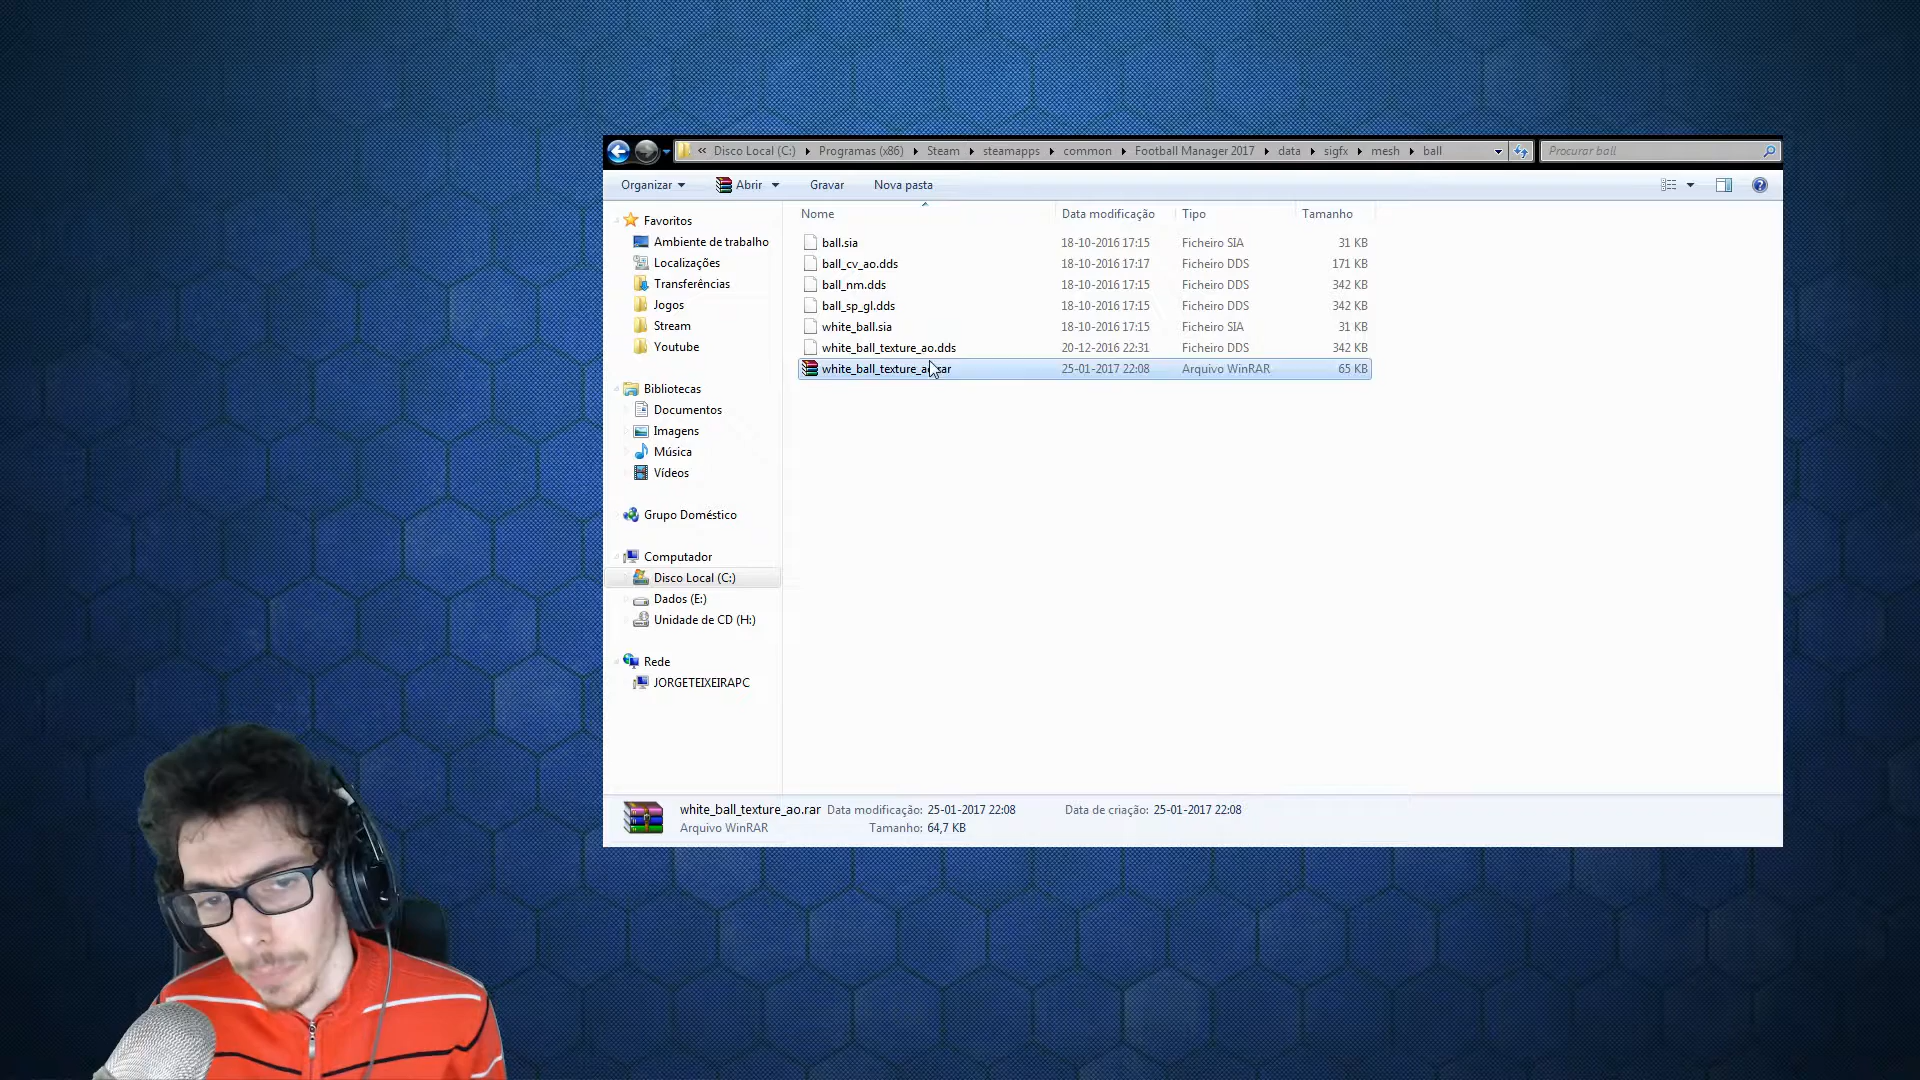 « Disco Local (C:) Programas (x86) Steam steamapps common Football Manager 2017 data sigfx mesh ball Procurar ball
Organizar Abrir Gravar Nova pasta
Nome Data modificação Tipo Tamanho
Favoritos
Ambiente de trabalho
Localizações
Transferências
Jogos
Stream
Youtube
Bibliotecas
Documentos
Imagens
Música
Vídeos
Grupo Doméstico
Computador
Disco Local (C:)
Dados (E:)
Unidade de CD (H:)
Rede
JORGETEIXEIRAPC
ball.sia 18-10-2016 17:15 Ficheiro SIA 31 KB
ball_cv_ao.dds 18-10-2016 17:17 Ficheiro DDS 171 KB
ball_nm.dds 18-10-2016 17:15 Ficheiro DDS 342 KB
ball_sp_gl.dds 18-10-2016 17:15 Ficheiro DDS 342 KB
white_ball.sia 18-10-2016 17:15 Ficheiro SIA 31 KB
white_ball_texture_ao.dds 20-12-2016 22:31 Ficheiro DDS 342 KB
white_ball_texture_ao.rar 25-01-2017 22:08 Arquivo WinRAR 65 KB
white_ball_texture_ao.rar Data modificação: 25-01-2017 22:08 Data de criação: 25-01-2017 22:08
Arquivo WinRAR Tamanho: 64,7 KB